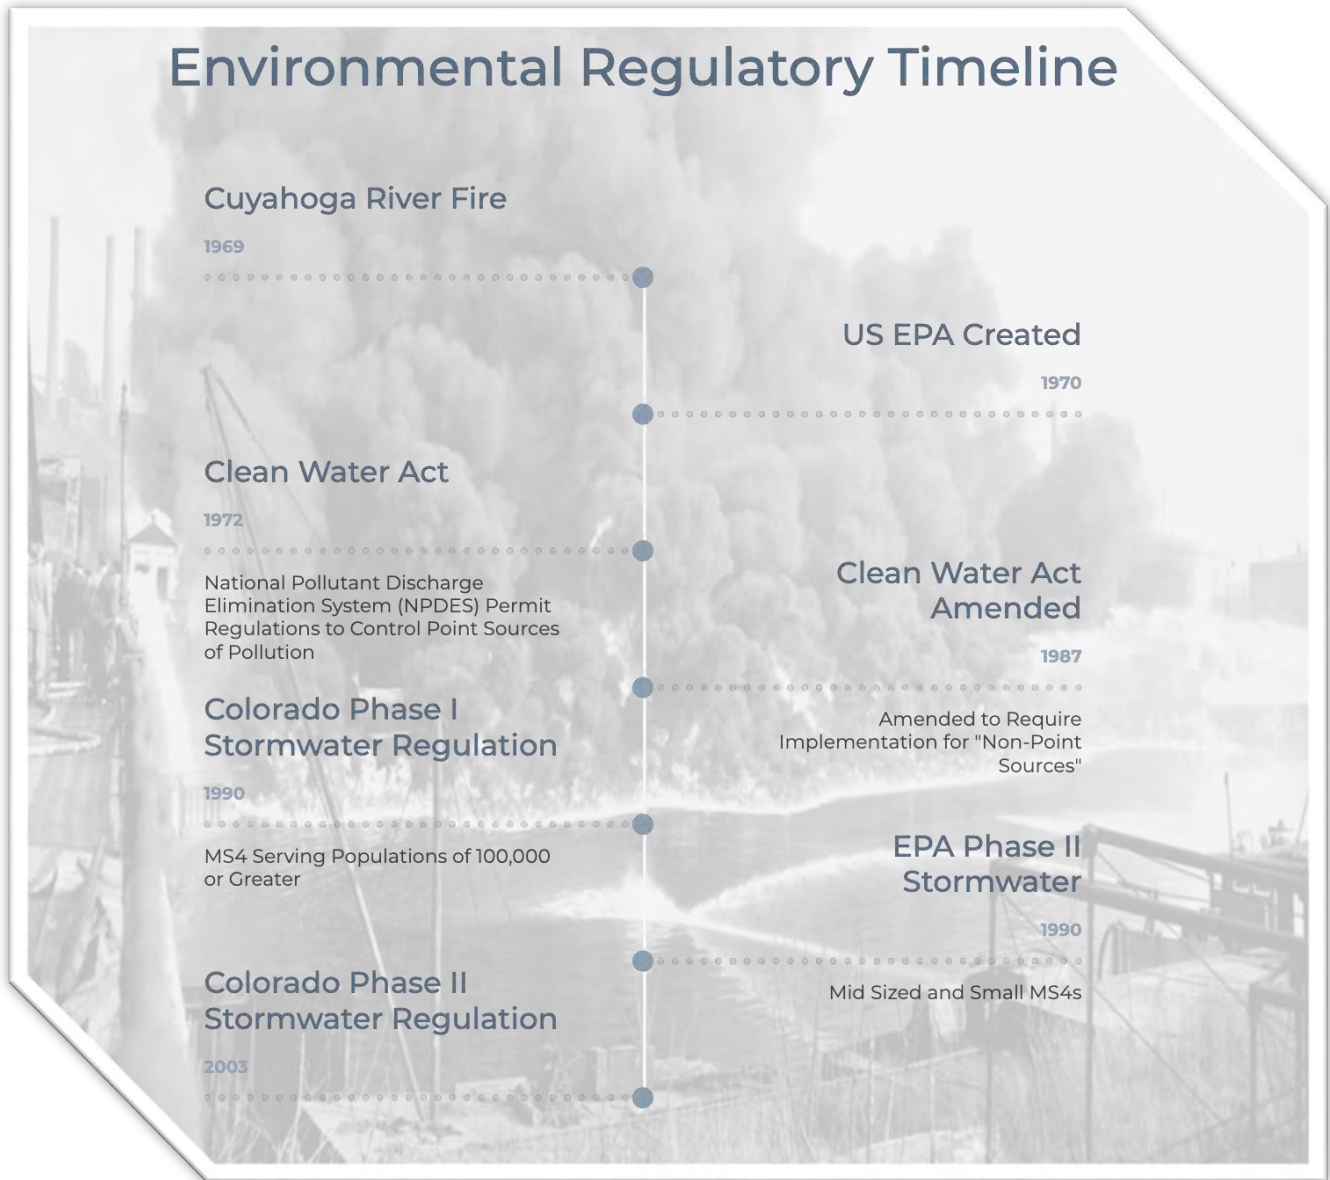 Environmental Regulatory Timeline
Cuyahoga River Fire
1969
US EPA Created
1970
Clean Water Act
1972
National Pollutant Discharge
Elimination System (NPDES) Permit
Regulations to Control Point Sources
of Pollution
Clean Water Act
Amended
1987
Amended to Require
Implementation for "Non-Point
Sources"
Colorado Phase I
Stormwater Regulation
1990
MS4 Serving Populations of 100,000
or Greater
EPA Phase II
Stormwater
1990
Mid Sized and Small MS4s
Colorado Phase II
Stormwater Regulation
2003